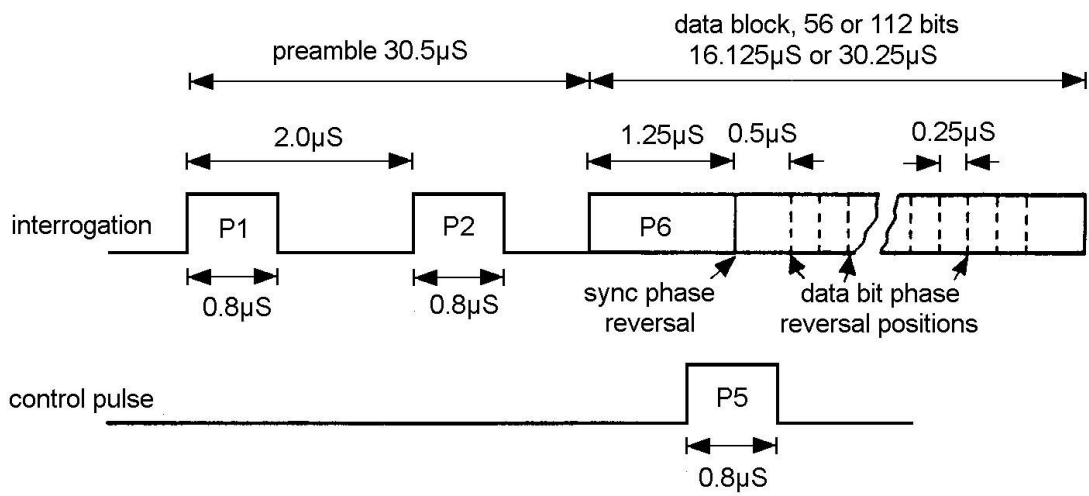 data block, 56 or 112 bits
preamble 30.5µS
16.125µS or 30.25µS
2.0µS
1.25µS
0.5µS
0.25µS
interrogation
P1
P2
P6
0.8µS
0.8µS
sync phase
reversal
data bit phase
reversal positions
control pulse
P5
0.8µS